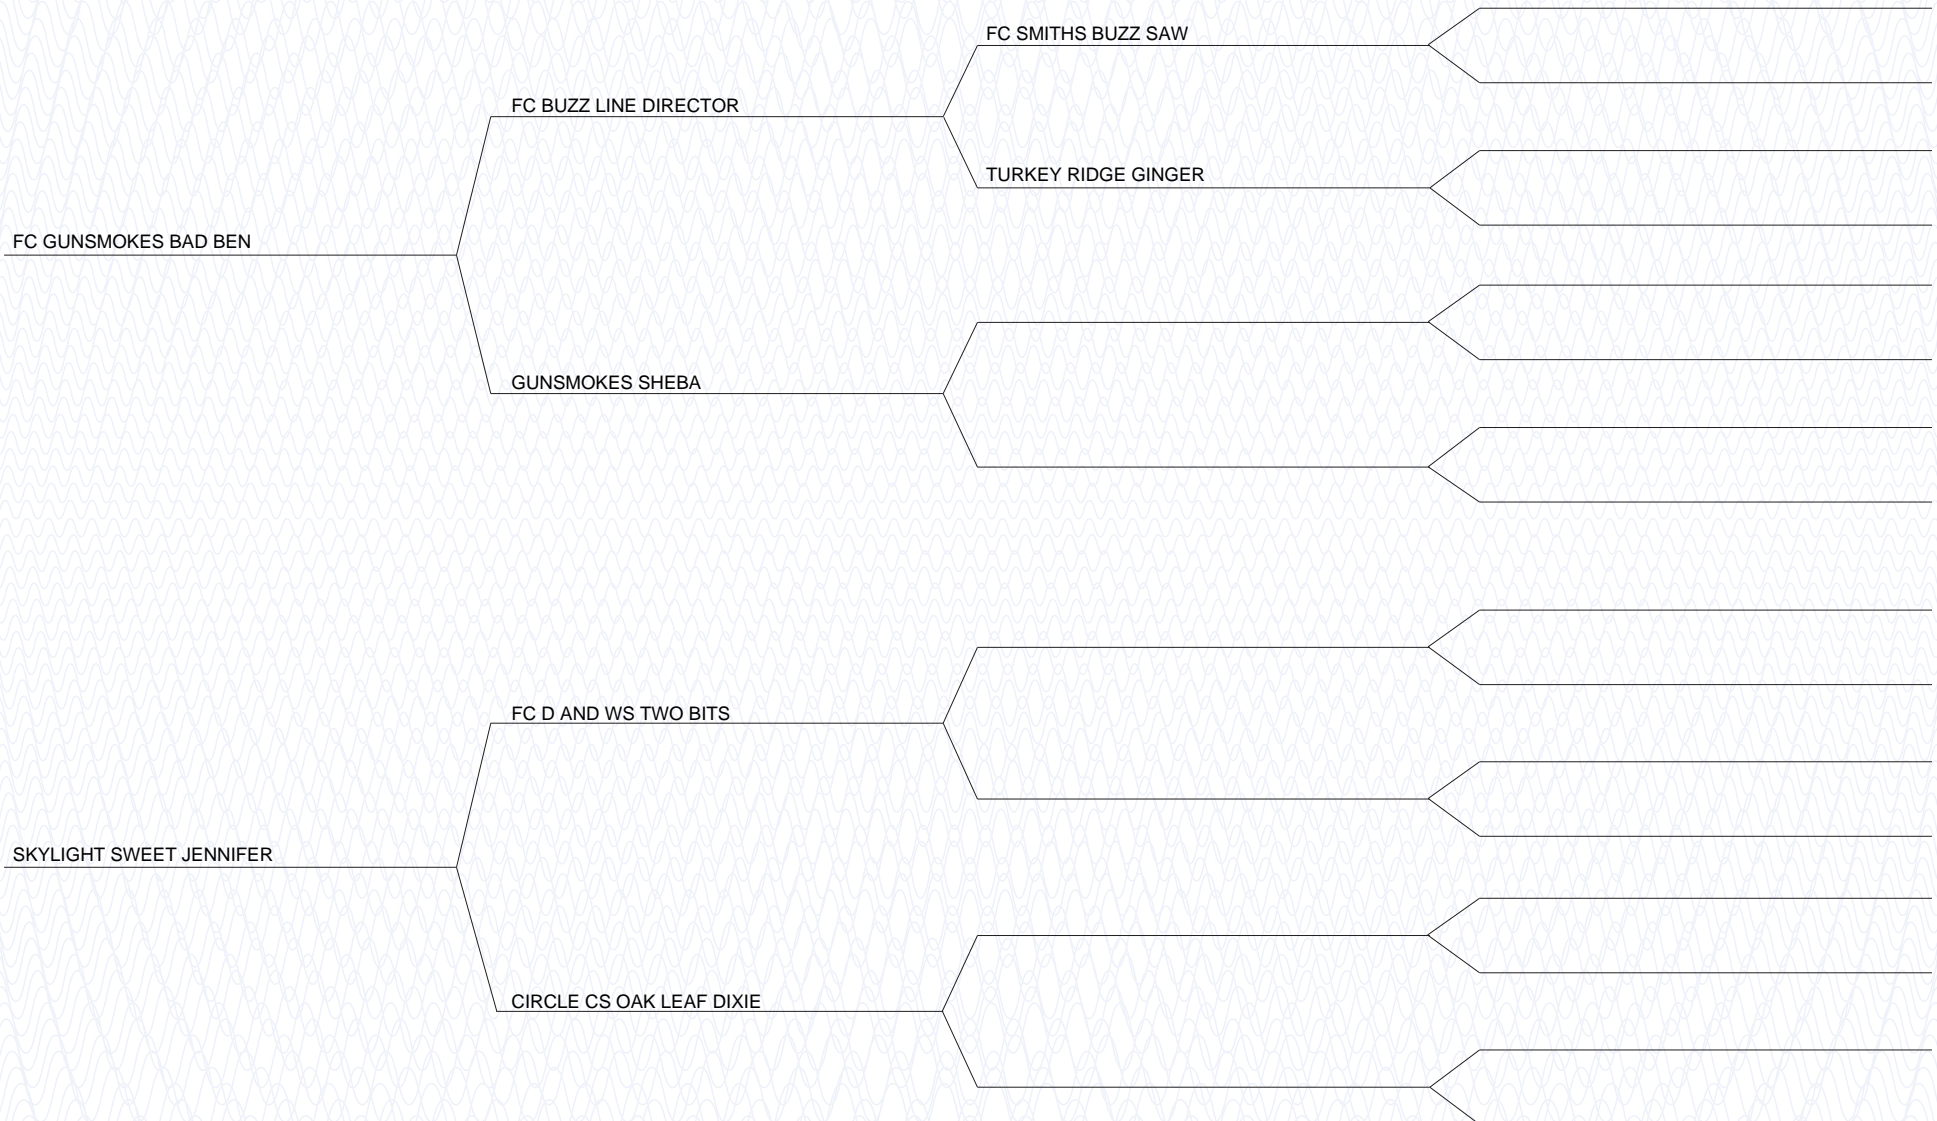 FC SMITHS BUZZ SAW
FC BUZZ LINE DIRECTOR
TURKEY RIDGE GINGER
FC GUNSMOKES BAD BEN
GUNSMOKES SHEBA
FC D AND WS TWO BITS
SKYLIGHT SWEET JENNIFER
CIRCLE CS OAK LEAF DIXIE